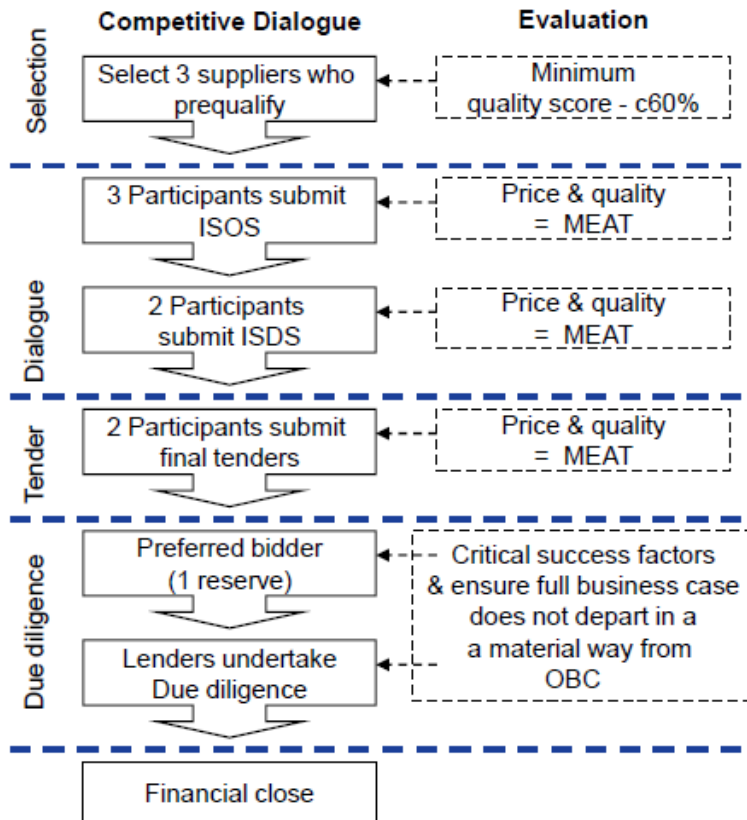 Competitive Dialogue
Evaluation
Selection
Select 3 suppliers who
prequalify
Minimum
quality score - c60%
Dialogue
3 Participants submit
ISOS
Price & quality
= MEAT
2 Participants
submit ISDS
Price & quality
= MEAT
Tender
2 Participants submit
final tenders
Price & quality
= MEAT
Due diligence
Preferred bidder
(1 reserve)
Critical success factors
& ensure full business case
does not depart in a
a material way from
OBC
Lenders undertake
Due diligence
Financial close